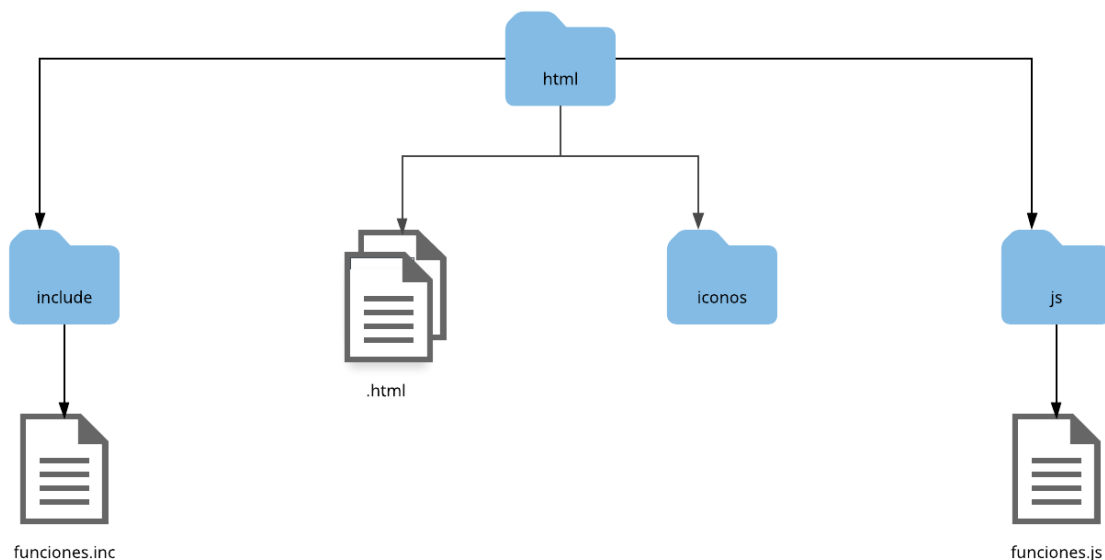 html
include
iconos
js
.html
funciones.inc
funciones.js